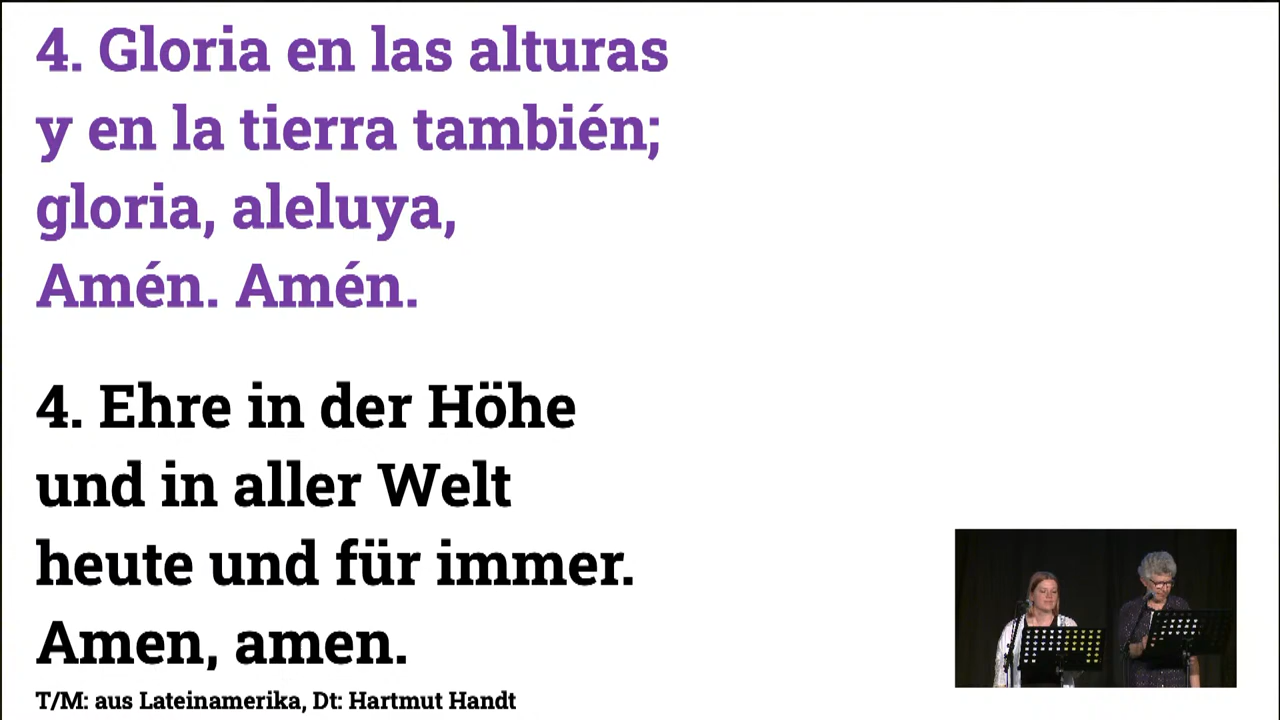 4. Gloria en las alturas
y en la tierra también;
gloria, aleluya,
Amén. Amén.
4. Ehre in der Höhe
und in aller Welt
heute und für immer.
Amen, amen.
T/M: aus Lateinamerika, Dt: Hartmut Handt